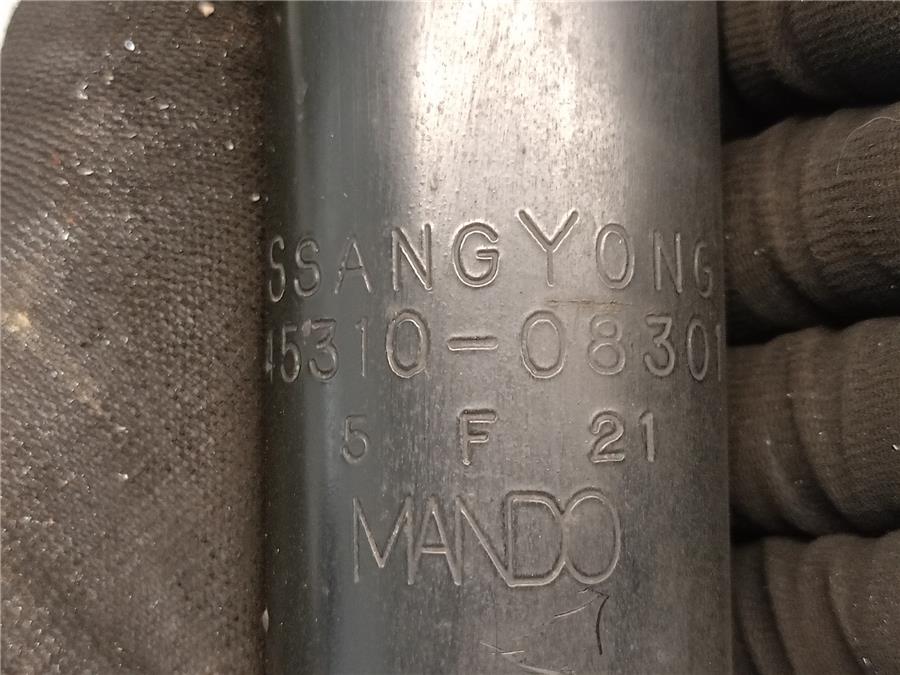 SSANGYONG
45310-08301
5 F 21
MANDO